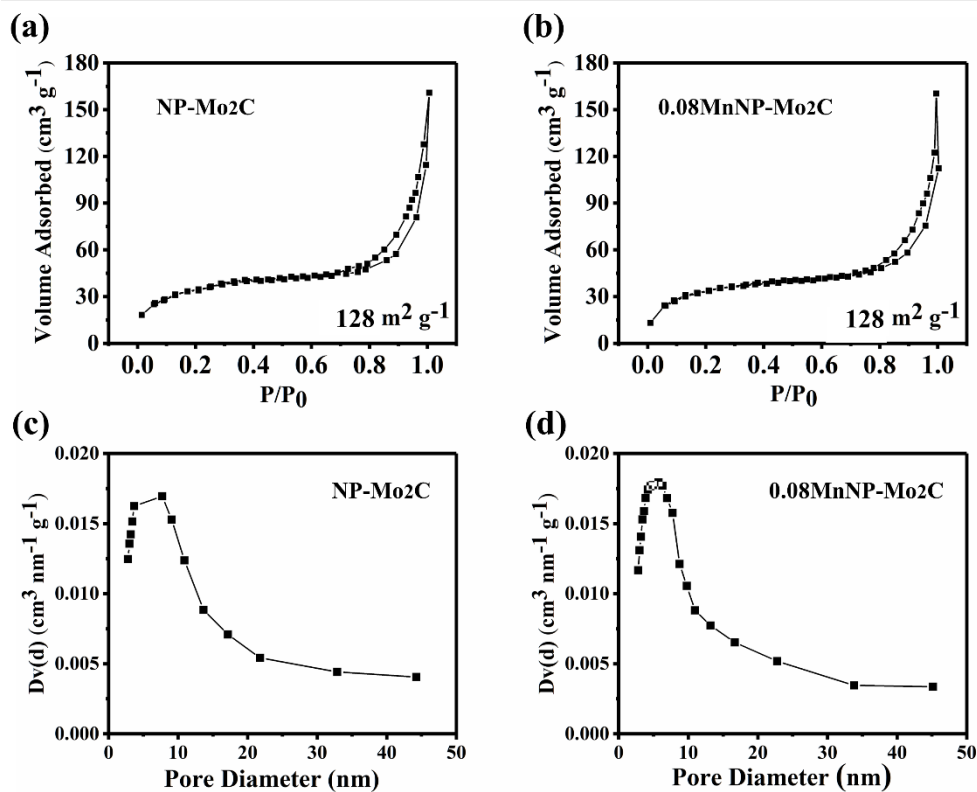 (a)
Volume Adsorbed (cm3 g-1)
180
150
120
90
60
30
0
NP-Mo2C
128 m2 g-1
0.0 0.2 0.4 0.6 0.8 1.0
P/P0
(b)
Volume Adsorbed (cm3 g-1)
180
150
120
90
60
30
0
0.08MnNP-Mo2C
128 m2 g-1
0.0 0.2 0.4 0.6 0.8 1.0
P/P0
(c)
Dv(d) (cm3 nm-1 g-1)
0.020
0.015
0.010
0.005
0.000
NP-Mo2C
0 10 20 30 40 50
Pore Diameter (nm)
(d)
Dv(d) (cm3 nm-1 g-1)
0.020
0.015
0.010
0.005
0.000
0.08MnNP-Mo2C
0 10 20 30 40 50
Pore Diameter (nm)